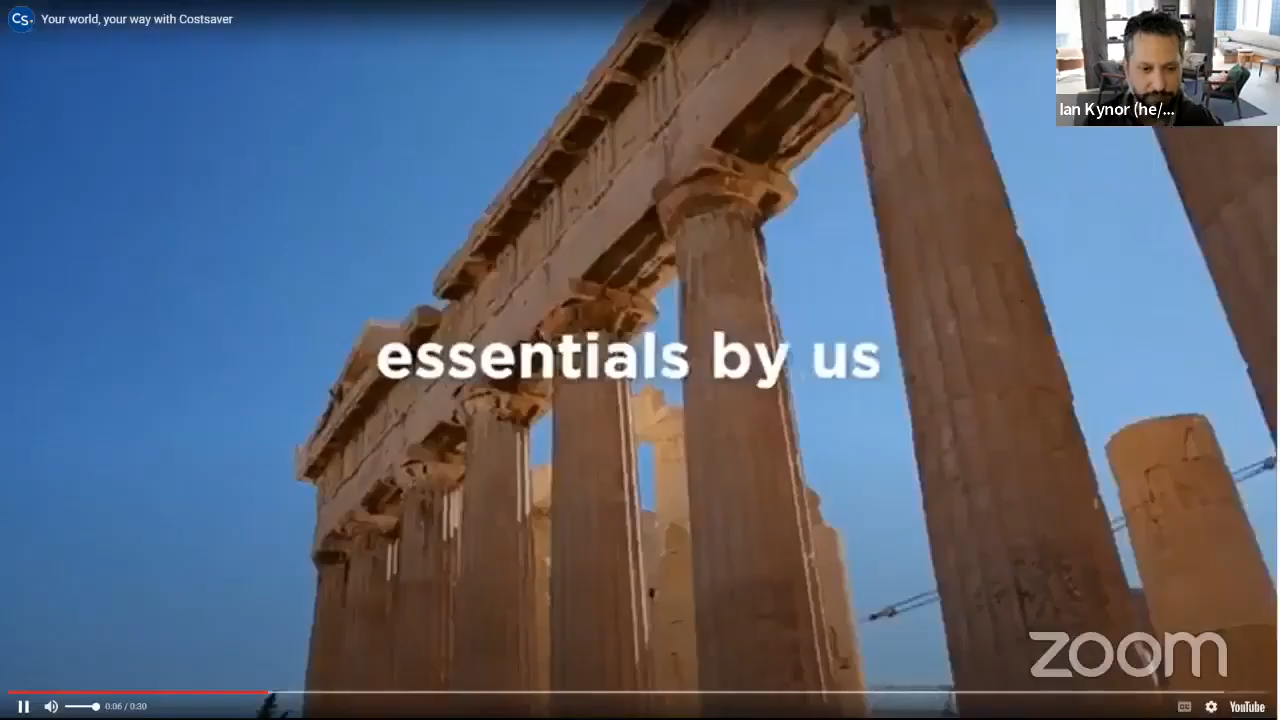 Cs
Your world, your way with Costsaver
Ian Kynor (he/...
essentials by us
zoom
0:06 / 0:30
CC
YouTube